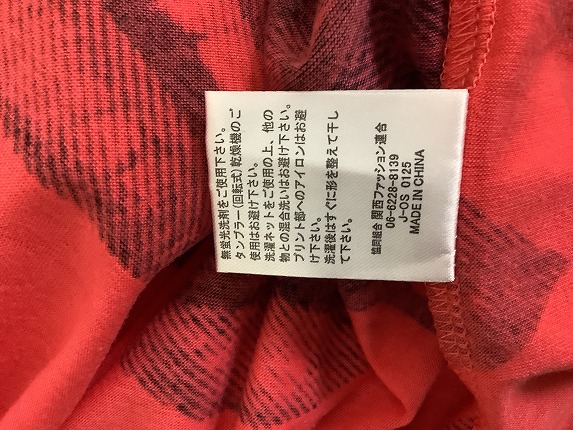 無蛍光洗剤をご使用下さい。
タンブラー(回転式)乾燥機のご
使用はお避け下さい。
洗濯ネットをご使用の上、他の
物との混合洗いはお避け下さい。
プリント部へのアイロンはお避
け下さい。
洗濯後はすぐに形を整えて干し
て下さい。
協同組合 関西ファッション連合
06-6228-8139
J-OS 0125
MADE IN CHINA